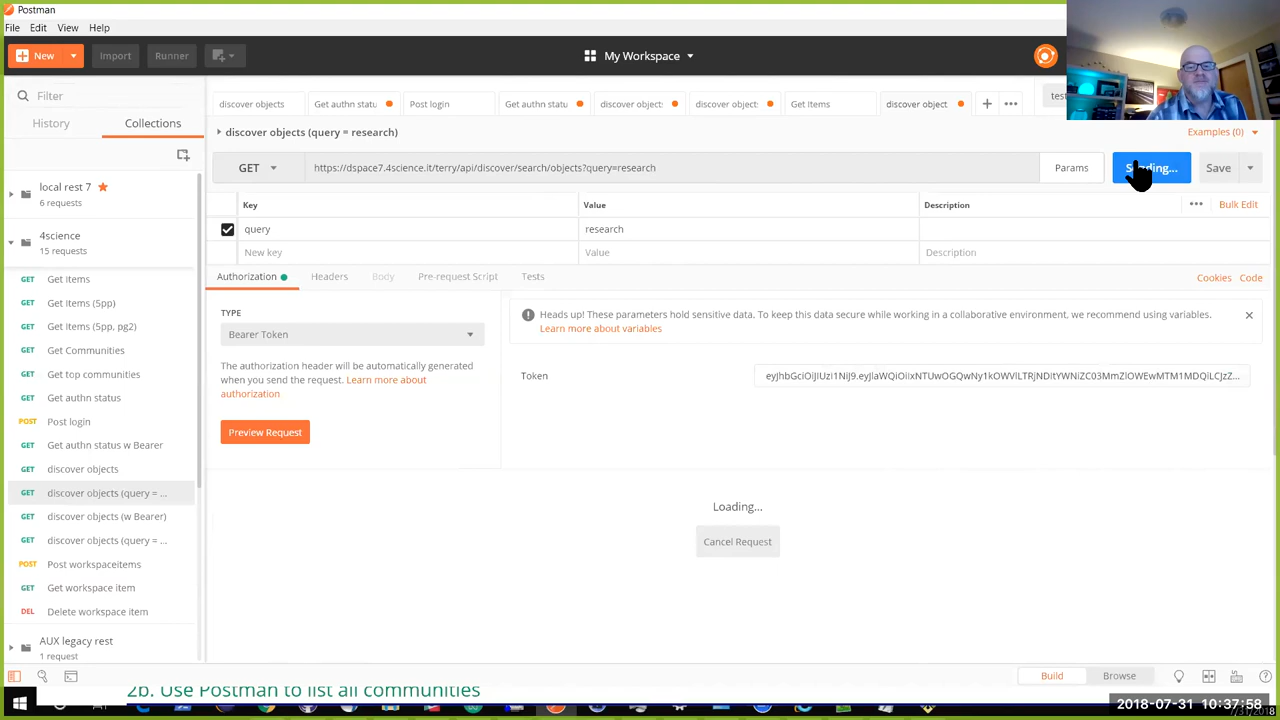 Postman
File Edit View Help
New Import Runner My Workspace
Filter
History Collections
local rest 7
6 requests
4science
15 requests
GET Get items
GET Get items (5pp)
GET Get items (5pp, pg2)
GET Get Communities
GET Get top communities
GET Get authn status
POST Post login
GET Get authn status w Bearer
GET discover objects
GET discover objects (query = ...
GET discover objects (w Bearer)
GET discover objects (query = ...
POST Post workspaceitems
GET Get workspace item
DEL Delete workspace item
AUX legacy rest
1 request
discover objects Get authn statu Post login Get authn statu discover object discover object Get Items discover object
discover objects (query = research) Examples (0)
GET https://dspace7.4science.it/terry/api/discover/search/objects?query=research Params Save
Key Value Description Bulk Edit
query research
New key Value Description
Authorization Headers Body Pre-request Script Tests Cookies Code
TYPE
Bearer Token
The authorization header will be automatically generated
when you send the request. Learn more about
authorization
Preview Request
Heads up! These parameters hold sensitive data. To keep this data secure while working in a collaborative environment, we recommend using variables.
Learn more about variables
Token
Loading...
Cancel Request
Build Browse
2b. Use Postman to list all communities
2018-07-31 10:37:58